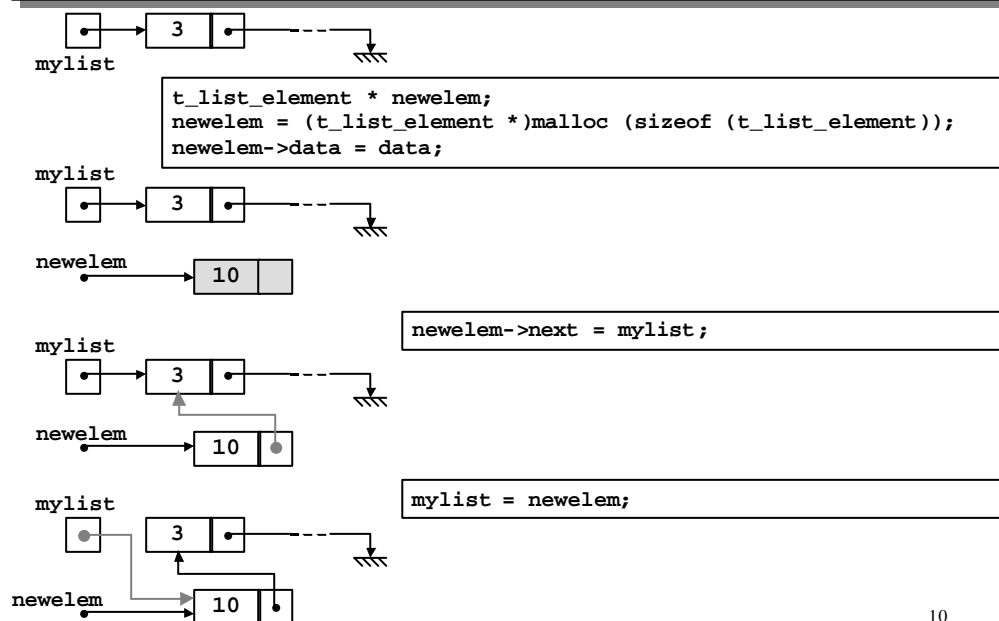 3
mylist
t_list_element * newelem;
newelem = (t_list_element *)malloc (sizeof (t_list_element));
newelem->data = data;
mylist
3
newelem
10
newelem->next = mylist;
mylist
3
newelem
10
mylist = newelem;
mylist
3
newelem
10
10